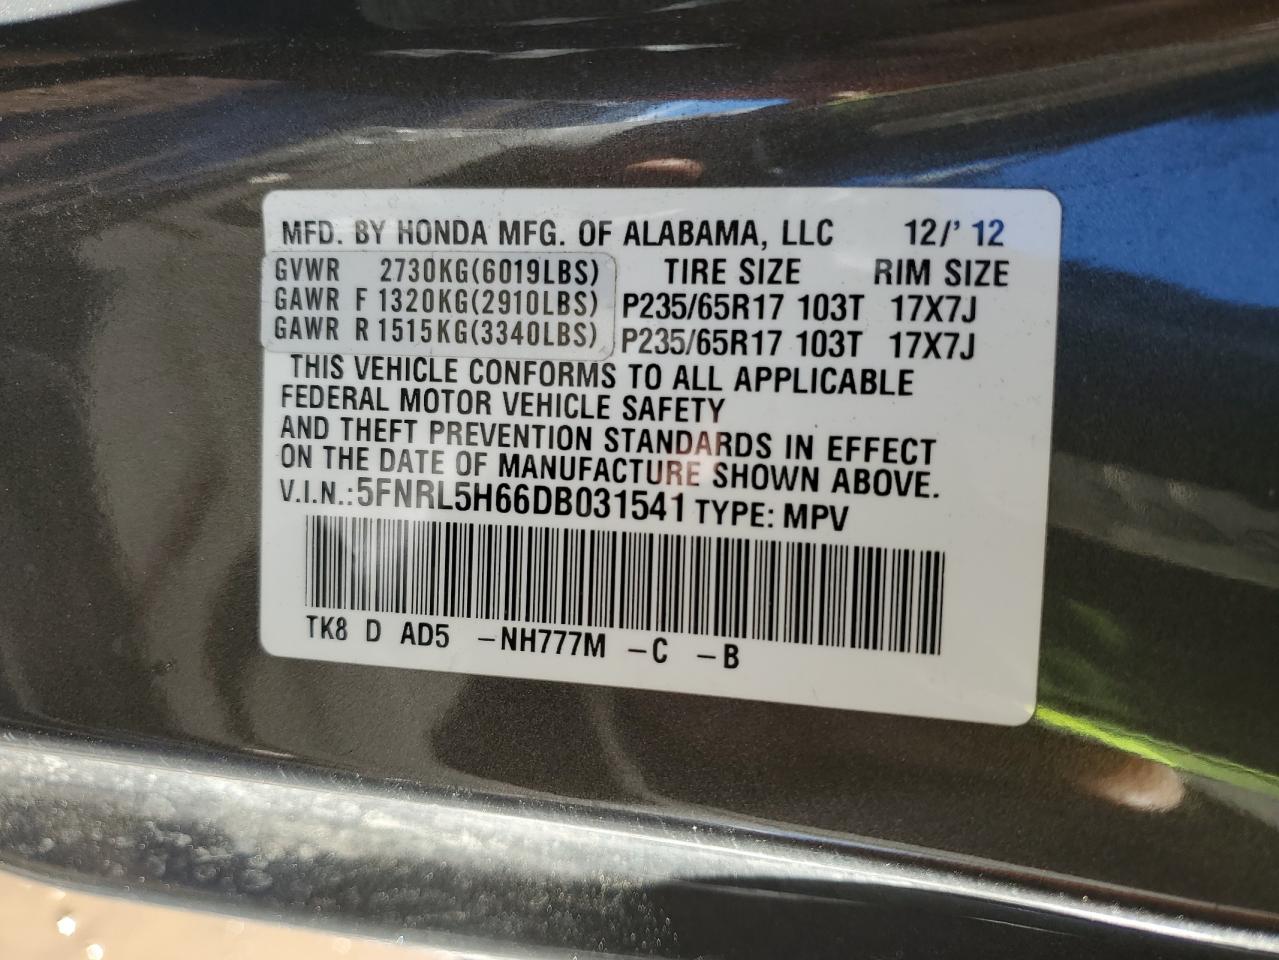 MFD. BY HONDA MFG. OF ALABAMA, LLC 12/' 12
GVWR 2730KG(6019LBS) TIRE SIZE RIM SIZE
GAWR F 1320KG(2910LBS) P235/65R17 103T 17X7J
GAWR R 1515KG(3340LBS) P235/65R17 103T 17X7J
THIS VEHICLE CONFORMS TO ALL APPLICABLE
FEDERAL MOTOR VEHICLE SAFETY
AND THEFT PREVENTION STANDARDS IN EFFECT
ON THE DATE OF MANUFACTURE SHOWN ABOVE.
V.I.N.: 5FNRL5H66DB031541 TYPE: MPV
TK8 D AD5 -NH777M -C -B